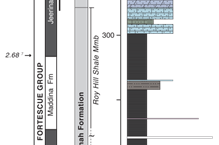 Jeerina
2.68
FORTESCUE GROUP
Maddina Fm
nah Formation
Roy Hill Shale Mmb
300